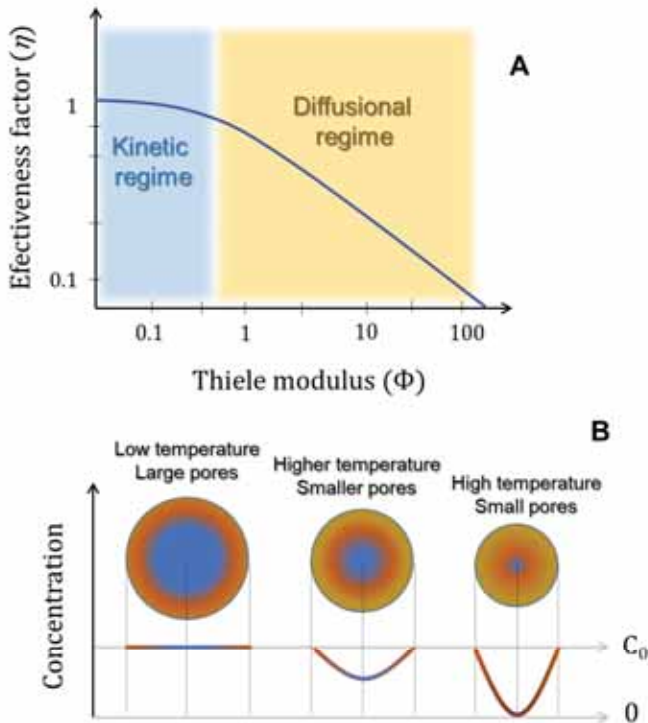 A
Efectiveness factor (η)
1
0.1
Kinetic
regime
Diffusional
regime
0.1
1
10
100
Thiele modulus (Φ)
B
Low temperature
Large pores
Higher temperature
Smaller pores
High temperature
Small pores
Concentration
C₀
0